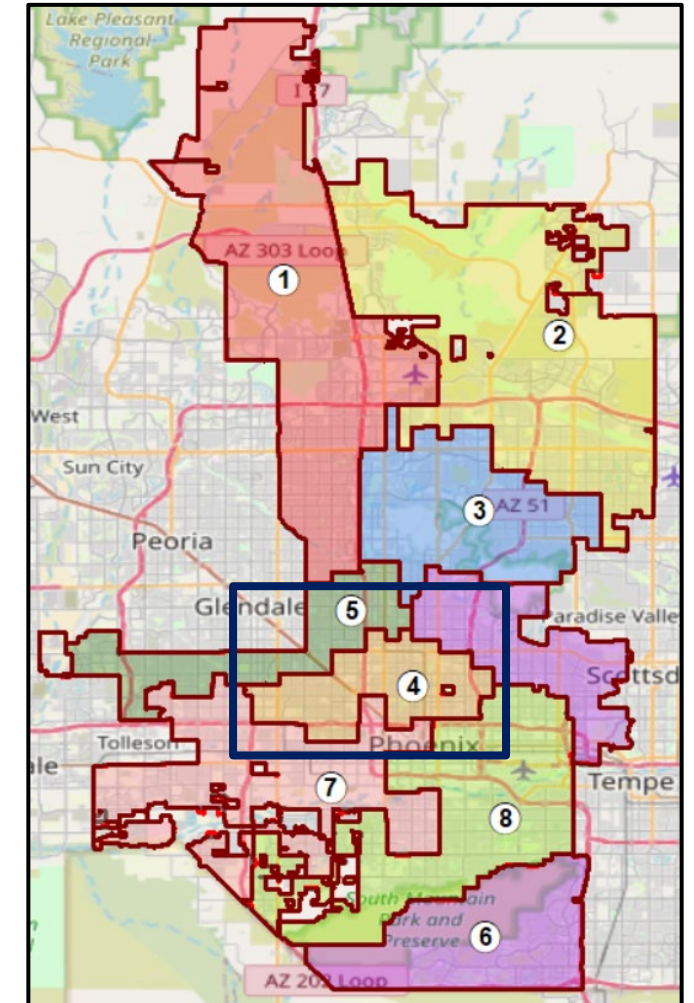 Lake Pleasant
Regional
Park
I 17
AZ 303 Loop
1
2
West
Sun City
3
AZ 51
Peoria
Glendale
5
Paradise Valle
4
Scottsd
Tolleson
Phoenix
ale
7
Tempe
8
South Mountain
Park and
Preserve
6
AZ 202 Loop